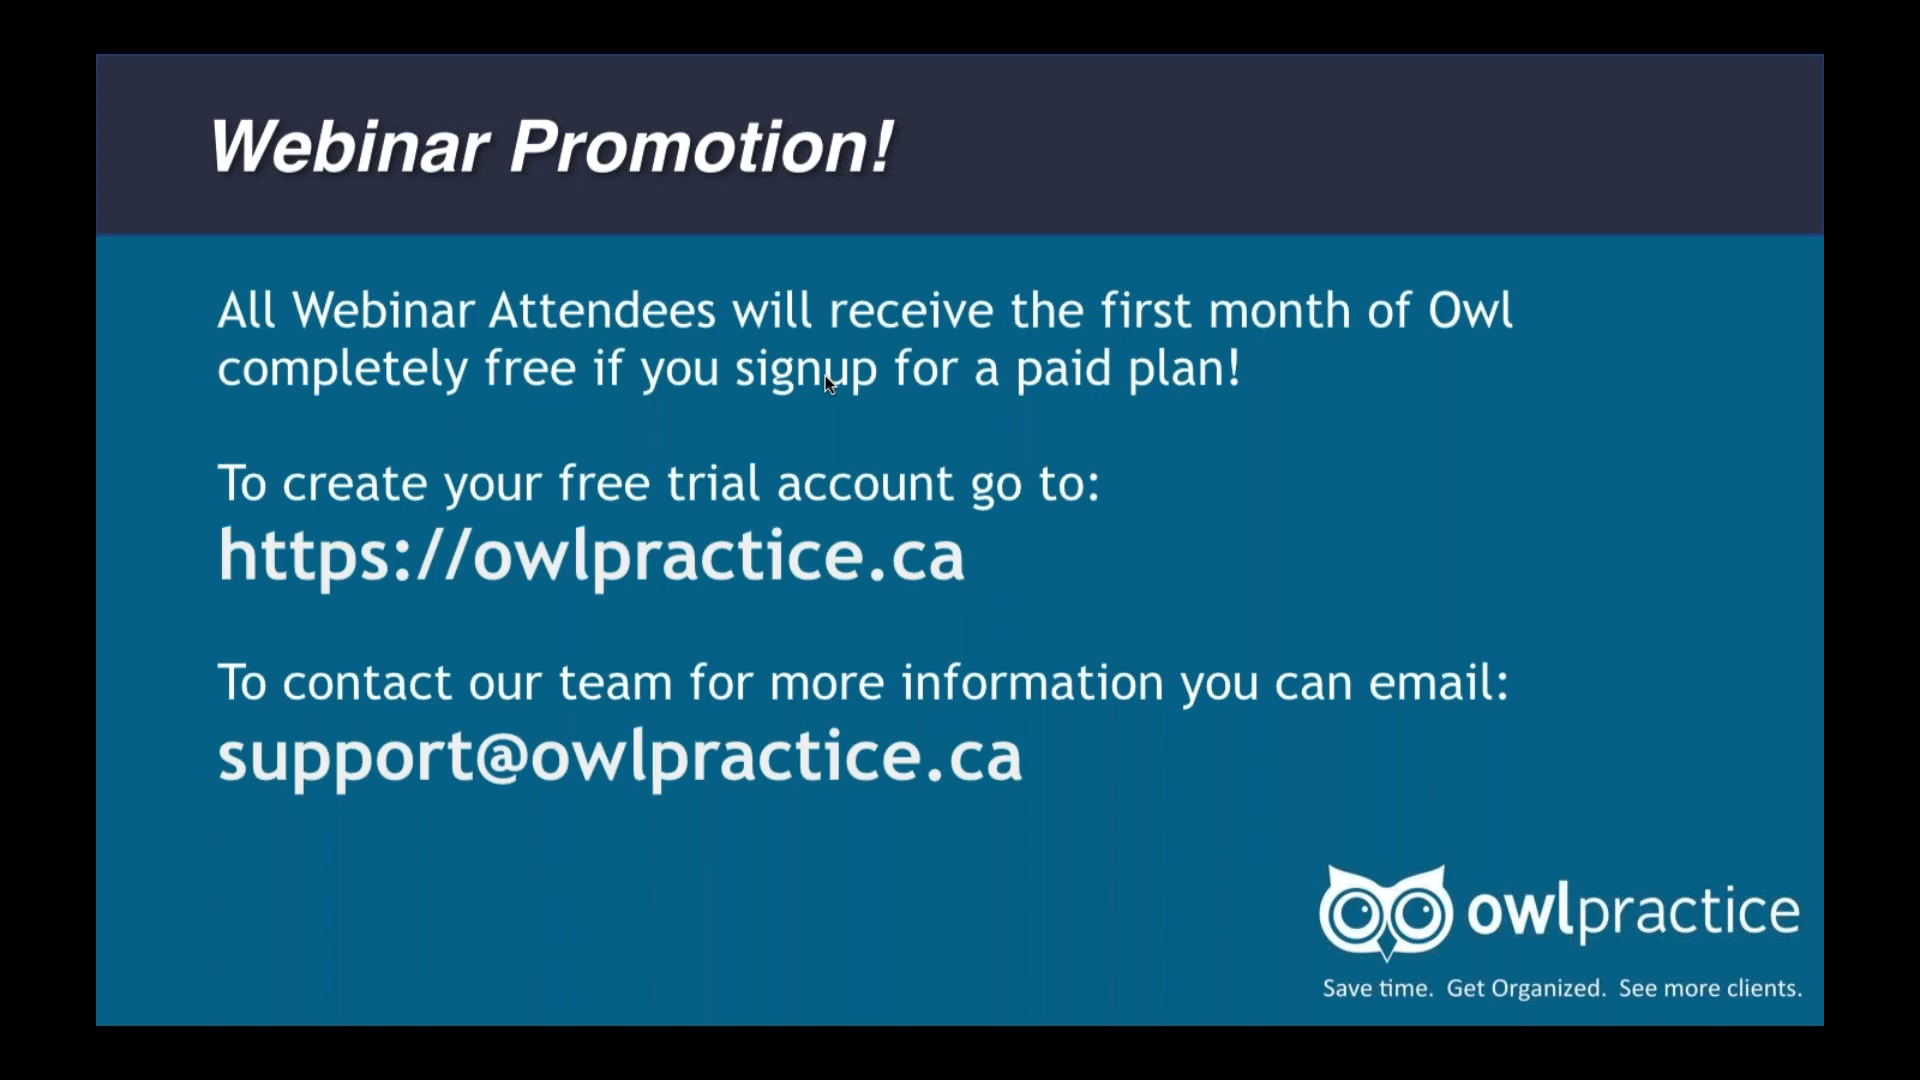 Webinar Promotion!
All Webinar Attendees will receive the first month of Owl
completely free if you signup for a paid plan!
To create your free trial account go to:
https://owlpractice.ca
To contact our team for more information you can email:
support@owlpractice.ca
owlpractice
Save time. Get Organized. See more clients.